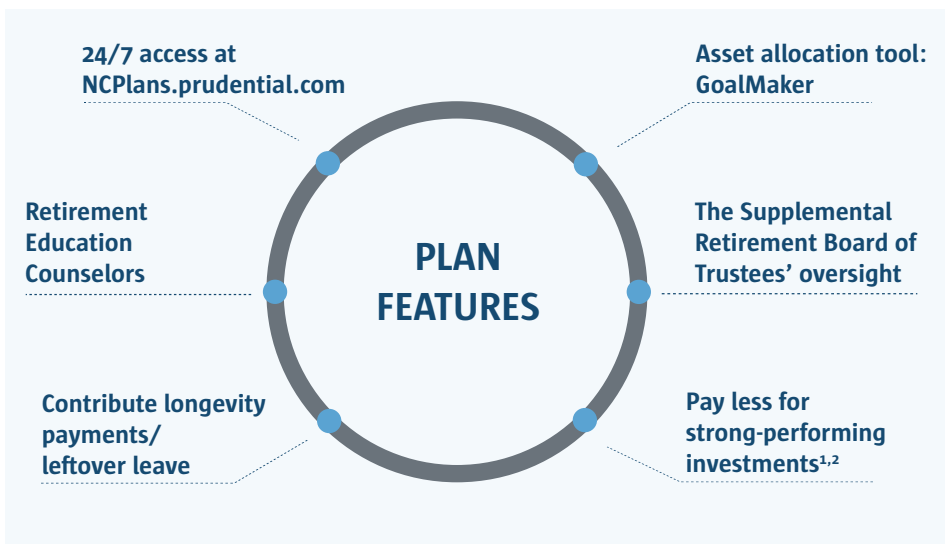 24/7 access at
NCPlans.prudential.com
Asset allocation tool:
GoalMaker
Retirement
Education
Counselors
The Supplemental
Retirement Board of
Trustees’ oversight
PLAN
FEATURES
Contribute longevity
payments/
leftover leave
Pay less for
strong-performing
investments¹,²